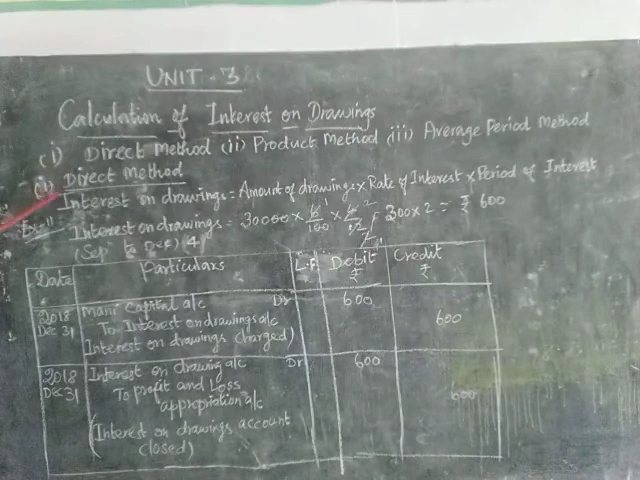 UNIT - 3
Calculation of Interest on Drawings
(i) Direct Method (ii) Product Method (iii) Average Period Method
(i) Direct Method
Interest on drawings = Amount of drawings x Rate of Interest x Period of Interest
Interest on drawings = 30000 x 6/100 x 4/12 = 300 x 2 = ₹ 600
(Sep to Dec) 4
Date Particulars L.F Debit ₹ Credit ₹
2018 Mani Capital a/c Dr 600
Dec 31 To Interest on drawings a/c 600
(Interest on drawings charged)
2018 Interest on drawing a/c Dr 600
Dec 31 To profit and Loss
appropriation a/c 600
(Interest on drawings account
closed)